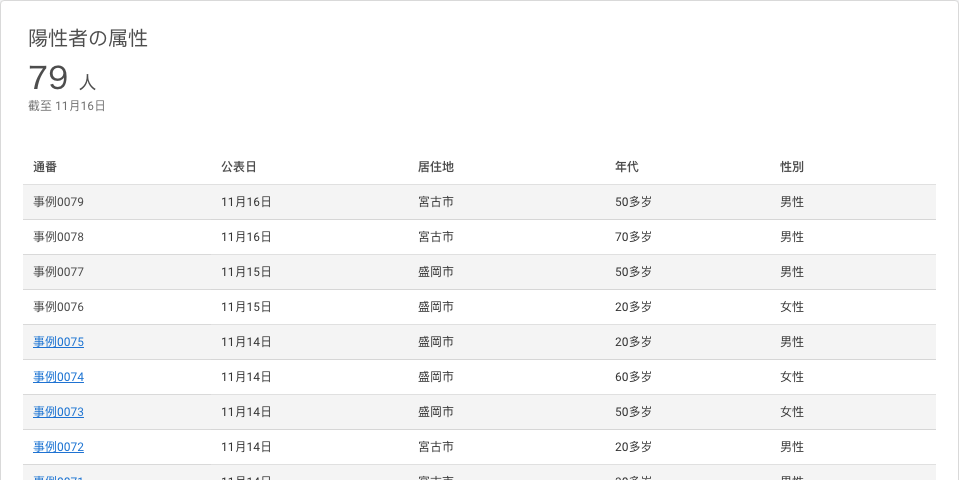 陽性者の属性
79 人
截至 11月16日
通番 公表日 居住地 年代 性別
事例0079 11月16日 宮古市 50多岁 男性
事例0078 11月16日 宮古市 70多岁 男性
事例0077 11月15日 盛岡市 50多岁 男性
事例0076 11月15日 盛岡市 20多岁 女性
事例0075 11月14日 盛岡市 20多岁 男性
事例0074 11月14日 盛岡市 60多岁 女性
事例0073 11月14日 盛岡市 50多岁 女性
事例0072 11月14日 宮古市 20多岁 男性